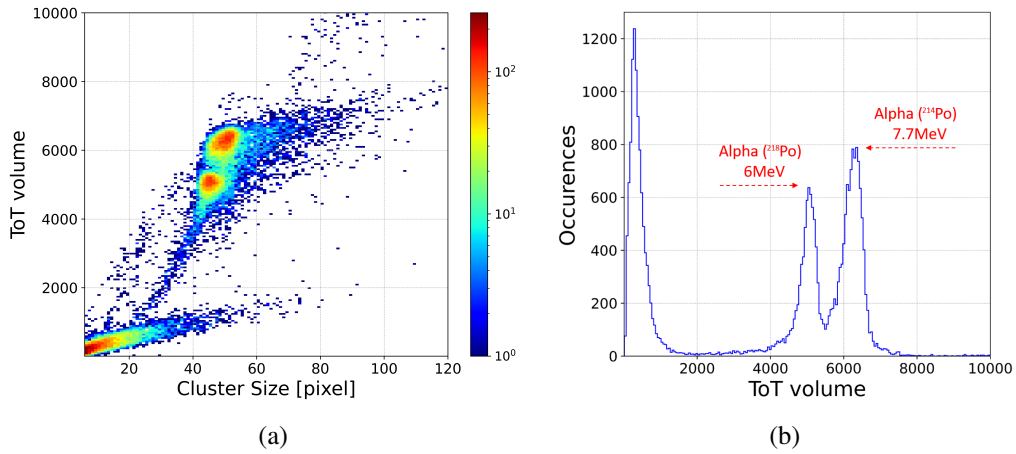 10000
8000
6000
4000
2000
20
40
60
80
100
120
ToT volume
Cluster Size [pixel]
10²
10¹
10⁰
(a)
1200
1000
800
600
400
200
0
2000
4000
6000
8000
10000
Occurences
ToT volume
Alpha (²¹⁸Po)
6MeV
Alpha (²¹⁴Po)
7.7MeV
(b)